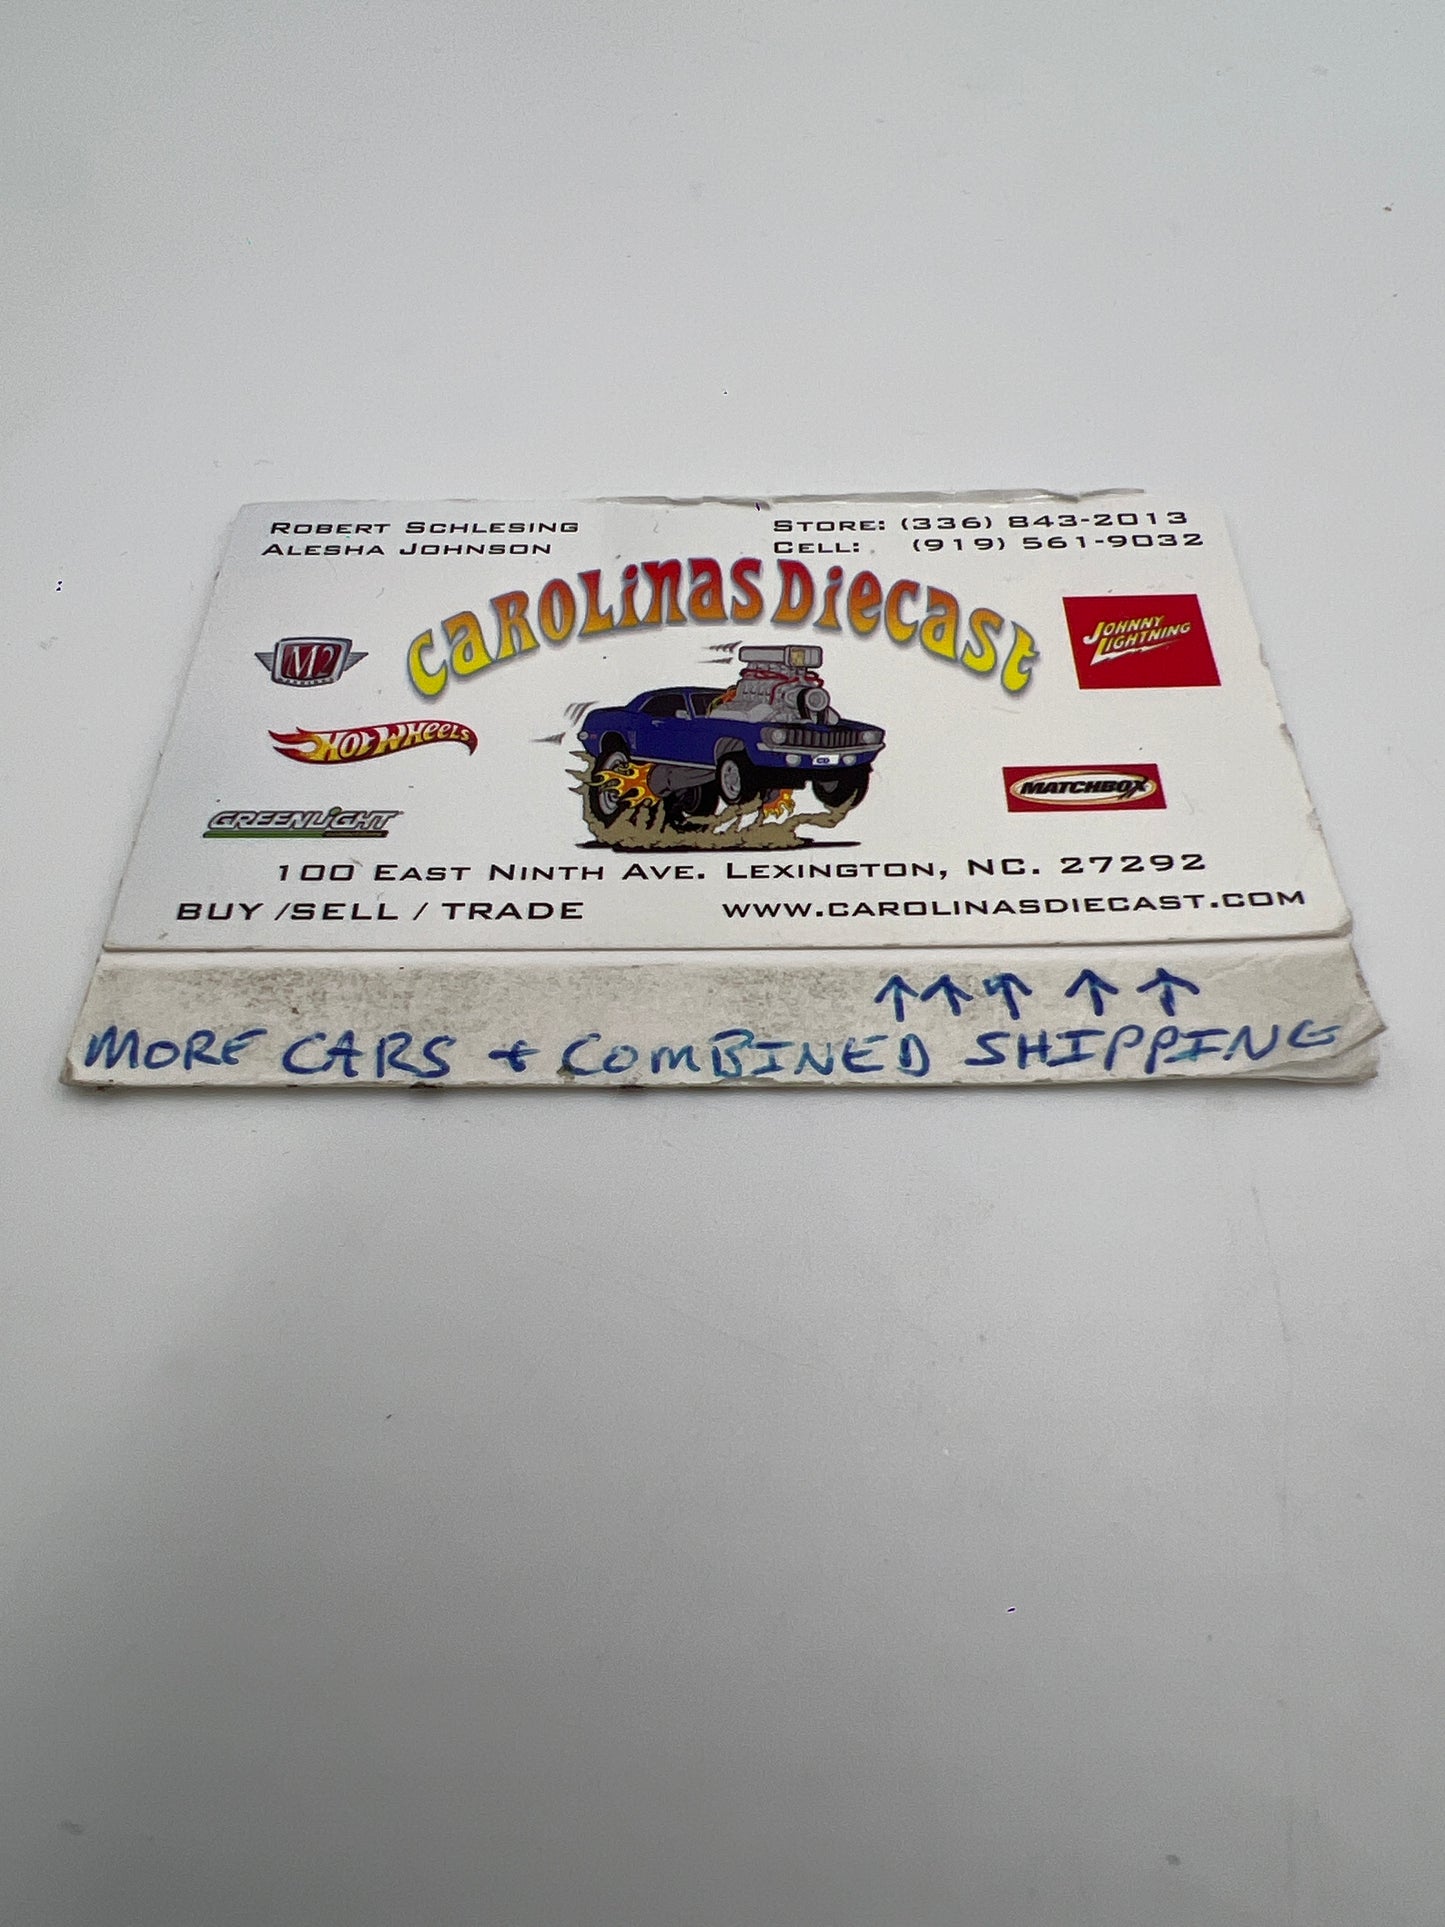 ROBERT SCHLESING
ALESHA JOHNSON
STORE: (336) 843-2013
CELL: (919) 561-9032
CAROLINAS DIECAST
M2
JOHNNY
LIGHTNING
HOT WHEELS
MATCHBOX
GREENLIGHT
100 EAST NINTH AVE. LEXINGTON, NC. 27292
BUY /SELL / TRADE
WWW.CAROLINASDIECAST.COM
↑↑↑ ↑ ↑
MORE CARS + COMBINED SHIPPING